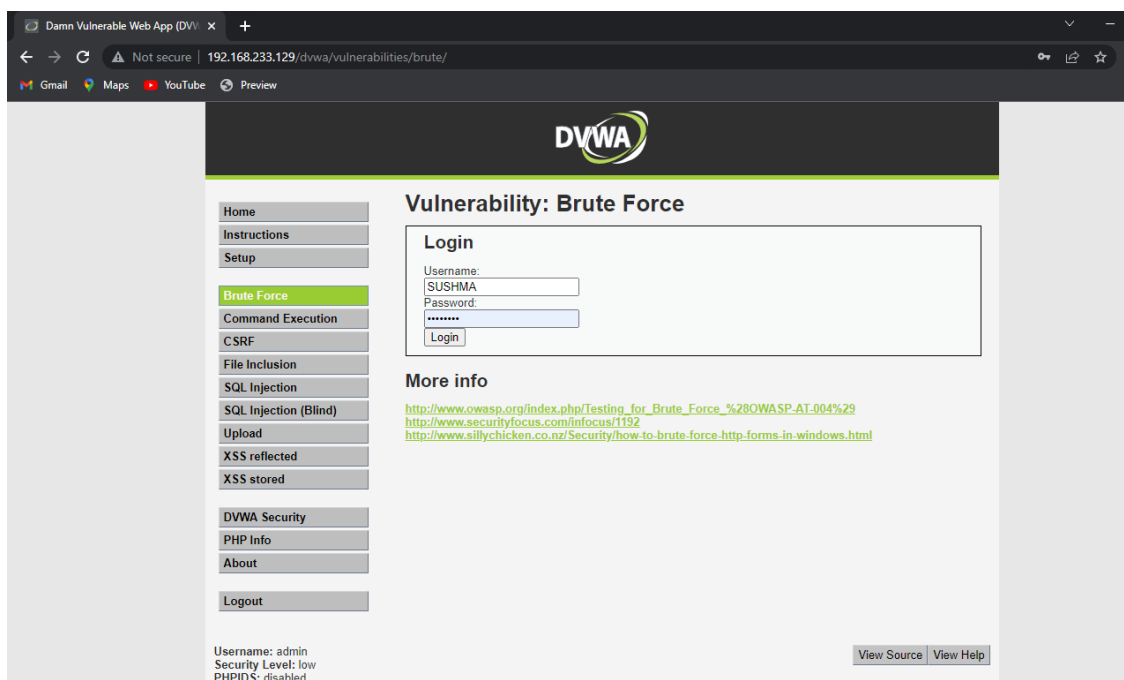 Damn Vulnerable Web App (DVW
Not secure | 192.168.233.129/dvwa/vulnerabilities/brute/
Gmail Maps YouTube Preview
DVWA
Home
Instructions
Setup
Brute Force
Command Execution
CSRF
File Inclusion
SQL Injection
SQL Injection (Blind)
Upload
XSS reflected
XSS stored
DVWA Security
PHP Info
About
Logout
Vulnerability: Brute Force
Login
Username:
SUSHMA
Password:
••••••••
Login
More info
http://www.owasp.org/index.php/Testing_for_Brute_Force_%28OWASP-AT-004%29
http://www.securityfocus.com/infocus/1192
http://www.sillychicken.co.nz/Security/how-to-brute-force-http-forms-in-windows.html
Username: admin
Security Level: low
PHPIDS: disabled
View Source View Help